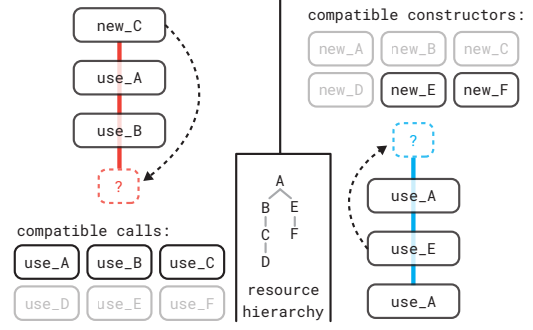 new_C
use_A
use_B
?
compatible calls:
use_A use_B use_C
use_D use_E use_F
A
B E
C F
D
resource
hierarchy
compatible constructors:
new_A new_B new_C
new_D new_E new_F
?
use_A
use_E
use_A